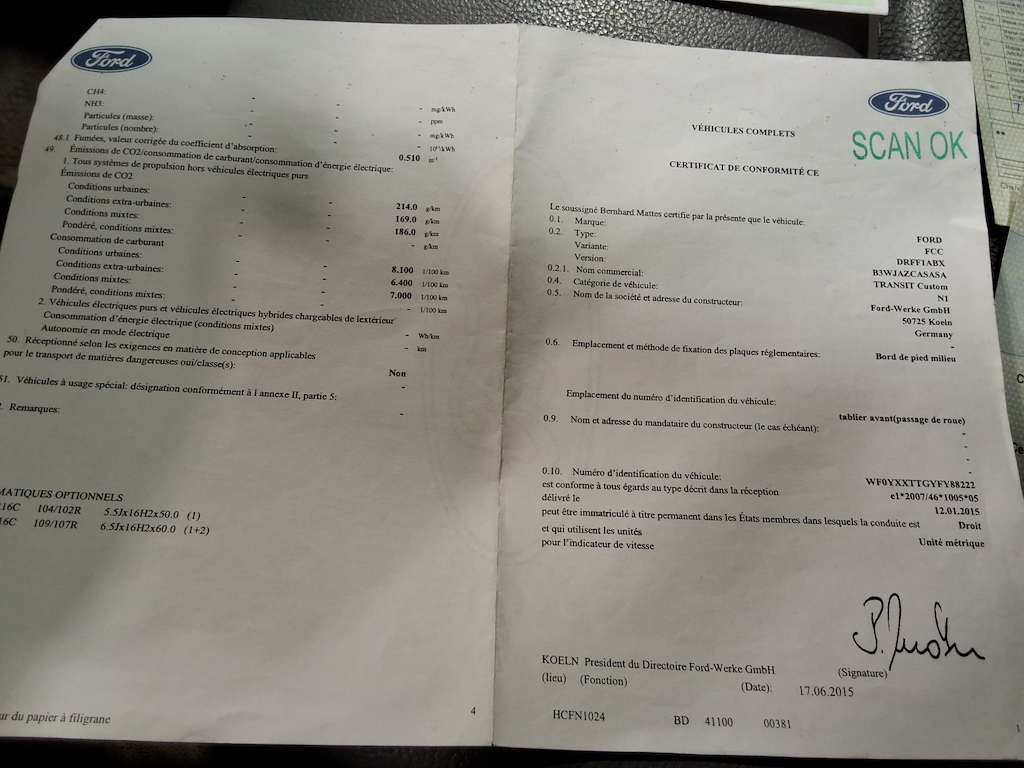 Ford
CH4: - - - mg/kWh
NH3: - - - ppm
Particules (masse): - - - mg/kWh
Particules (nombre): - - - 10¹¹/kWh
48.1 Fumées, valeur corrigée du coefficient d'absorption: 0.510 m⁻¹
49. Émissions de CO2/consommation de carburant/consommation d'énergie électrique:
1. Tous systèmes de propulsion hors véhicules électriques purs
Émissions de CO2
Conditions urbaines: - - 214.0 g/km
Conditions extra-urbaines: - - 169.0 g/km
Conditions mixtes: - - 186.0 g/km
Pondéré, conditions mixtes: - - - g/km
Consommation de carburant
Conditions urbaines: - - 8.100 1/100 km
Conditions extra-urbaines: - - 6.400 1/100 km
Conditions mixtes: - - 7.000 1/100 km
Pondéré, conditions mixtes: - - - 1/100 km
2. Véhicules électriques purs et véhicules électriques hybrides chargeables de lextérieur
Consommation d'énergie électrique (conditions mixtes) - Wh/km
Autonomie en mode électrique - km
50. Réceptionné selon les exigences en matière de conception applicables
pour le transport de matières dangereuses oui/classe(s): Non
51. Véhicules à usage spécial: désignation conformément à l annexe II, partie 5: -
. Remarques: -
MATIQUES OPTIONNELS
16C 104/102R 5.5Jx16H2x50.0 (1)
16C 109/107R 6.5Jx16H2x60.0 (1+2)
ur du papier à filigrane
4
Ford
SCAN OK
VÉHICULES COMPLETS
CERTIFICAT DE CONFORMITÉ CE
Le soussigné Bernhard Mattes certifie par la présente que le véhicule:
0.1. Marque: FORD
0.2. Type: FCC
Variante: DRFF1ABX
Version: B3WJAZCASASA
0.2.1. Nom commercial: TRANSIT Custom
0.4. Catégorie de véhicule: N1
0.5. Nom de la société et adresse du constructeur: Ford-Werke GmbH
50725 Koeln
Germany
-
0.6. Emplacement et méthode de fixation des plaques réglementaires: Bord de pied milieu
Emplacement du numéro d'identification du véhicule: tablier avant(passage de roue)
0.9. Nom et adresse du mandataire du constructeur (le cas échéant): -
-
-
-
0.10. Numéro d'identification du véhicule: WF0YXXTTGYFY88222
est conforme à tous égards au type décrit dans la réception e1*2007/46*1005*05
délivré le 12.01.2015
peut être immatriculé à titre permanent dans les États membres dans lesquels la conduite est Droit
et qui utilisent les unités
pour l'indicateur de vitesse Unité métrique
KOELN President du Directoire Ford-Werke GmbH
(lieu) (Fonction) (Signature)
(Date): 17.06.2015
HCFN1024 BD 41100 00381
1